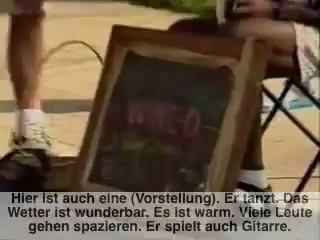 Hier ist auch eine (Vorstellung). Er tanzt. Das
Wetter ist wunderbar. Es ist warm. Viele Leute
gehen spazieren. Er spielt auch Gitarre.